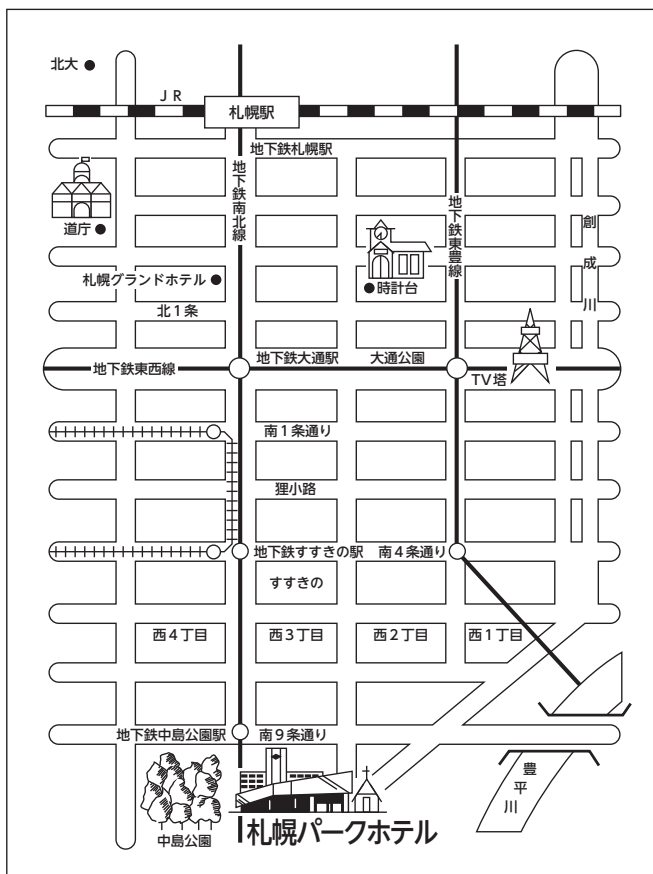 北大
JR
札幌駅
地下鉄札幌駅
地下鉄南北線
地下鉄東豊線
道庁
創成川
札幌グランドホテル
時計台
北1条
地下鉄東西線
地下鉄大通駅
大通公園
TV塔
南1条通り
狸小路
地下鉄すすきの駅
南4条通り
すすきの
西4丁目
西3丁目
西2丁目
西1丁目
地下鉄中島公園駅
南9条通り
豊平川
中島公園
札幌パークホテル